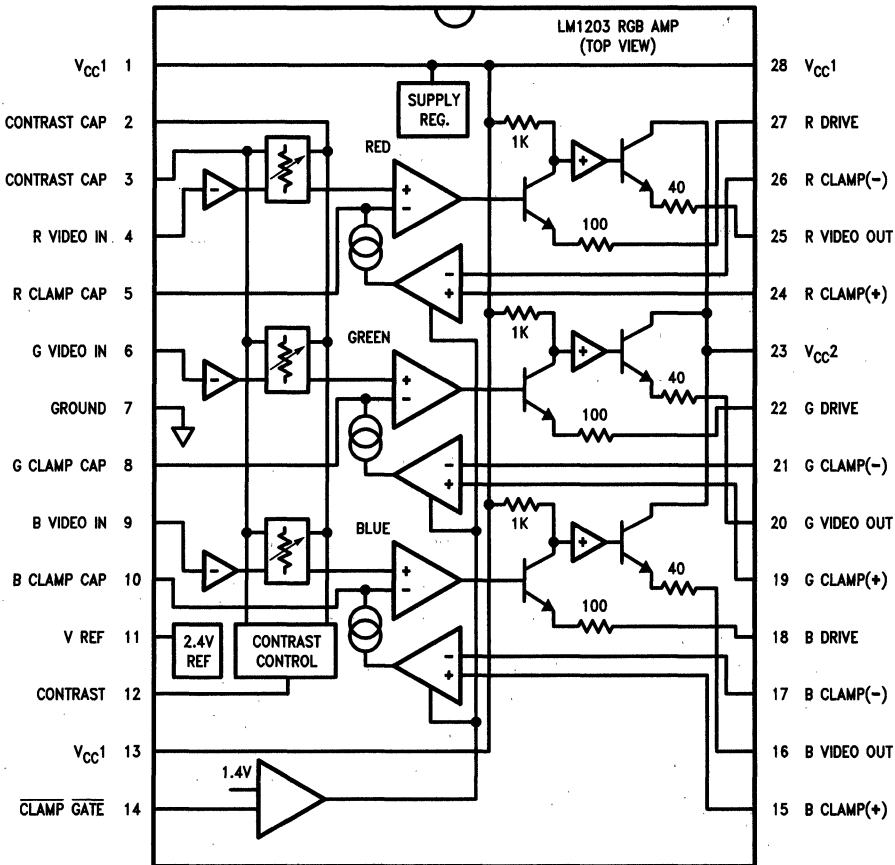 LM1203 RGB AMP
(TOP VIEW)
VCC1 1
28 VCC1
SUPPLY
REG.
CONTRAST CAP 2
27 R DRIVE
1K
RED
CONTRAST CAP 3
26 R CLAMP(-)
40
-
+
-
+
100
R VIDEO IN 4
25 R VIDEO OUT
R CLAMP CAP 5
-
+
24 R CLAMP(+)
1K
GREEN
G VIDEO IN 6
23 VCC2
40
-
+
-
+
100
GROUND 7
22 G DRIVE
G CLAMP CAP 8
-
+
21 G CLAMP(-)
1K
BLUE
B VIDEO IN 9
20 G VIDEO OUT
40
-
+
-
+
100
B CLAMP CAP 10
19 G CLAMP(+)
V REF 11
2.4V
REF
CONTRAST
CONTROL
-
+
18 B DRIVE
CONTRAST 12
17 B CLAMP(-)
VCC1 13
16 B VIDEO OUT
1.4V
CLAMP GATE 14
15 B CLAMP(+)